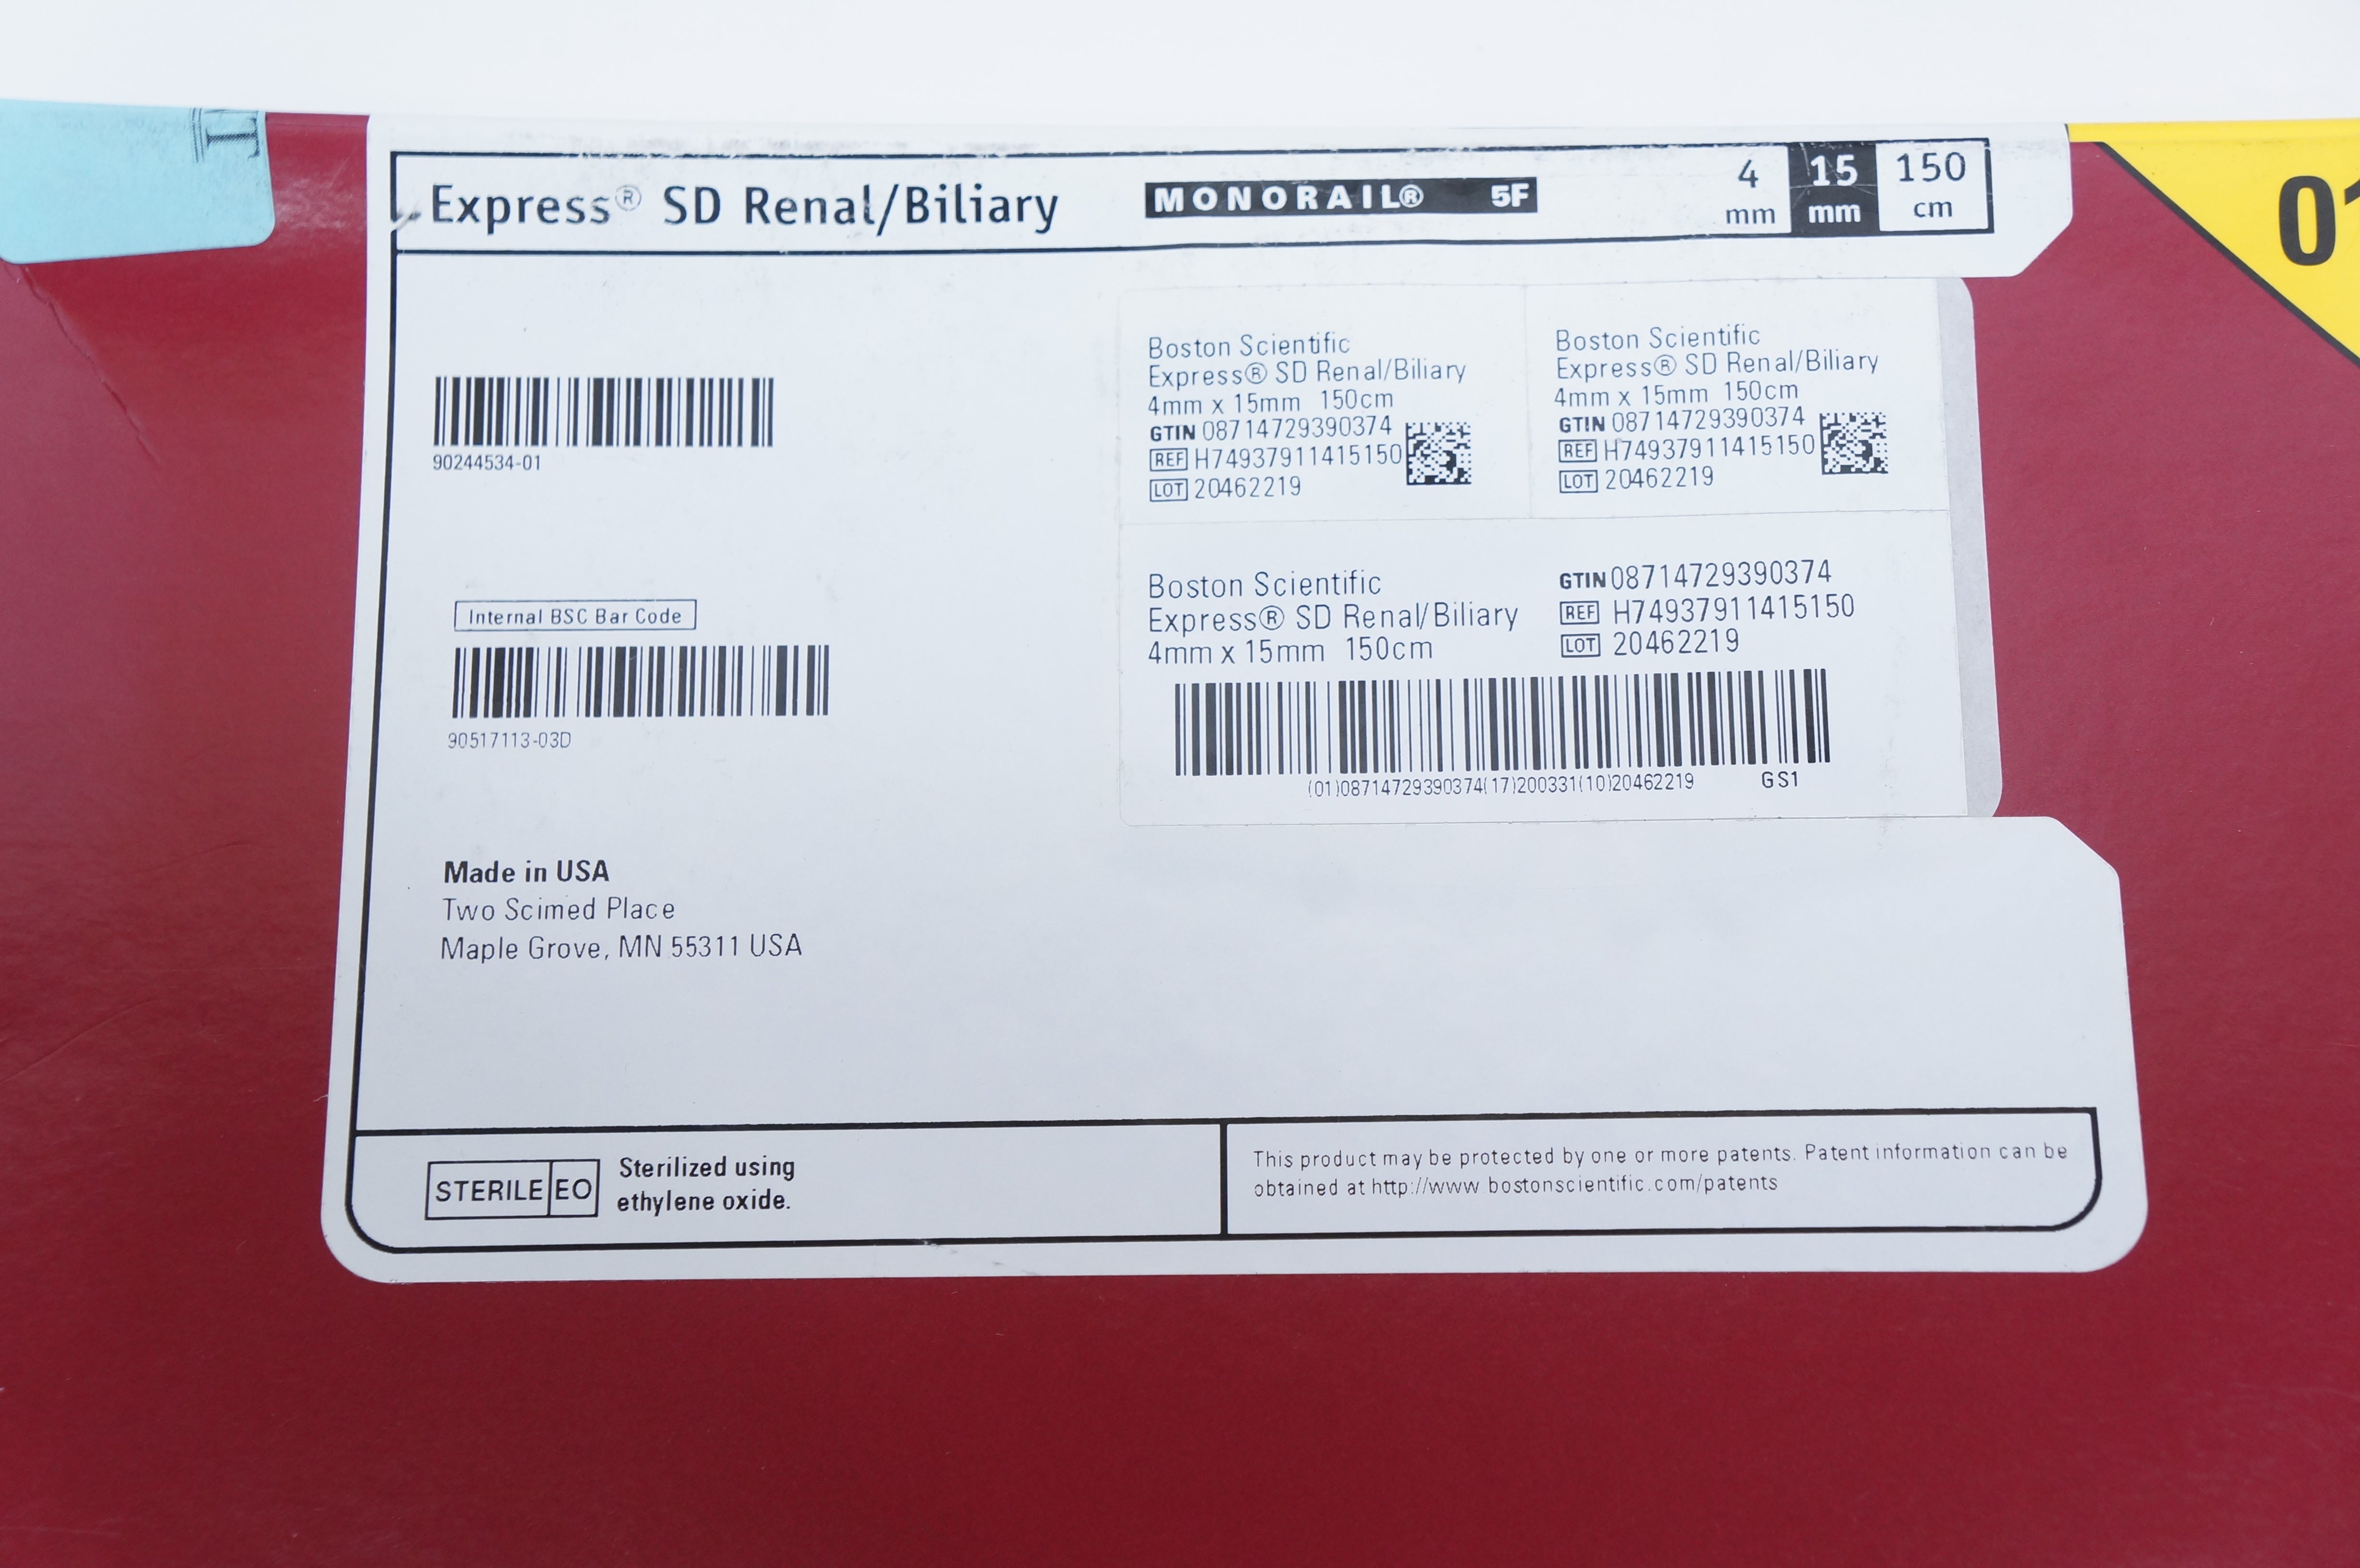 Express® SD Renal/Biliary MONORAIL® 5F 4 mm 15 mm 150 cm
90244534-01
Internal BSC Bar Code
90517113-03D
Made in USA
Two Scimed Place
Maple Grove, MN 55311 USA
Boston Scientific
Express® SD Renal/Biliary
4mm x 15mm 150cm
GTIN 08714729390374
REF H74937911415150
LOT 20462219
Boston Scientific
Express® SD Renal/Biliary
4mm x 15mm 150cm
GTIN 08714729390374
REF H74937911415150
LOT 20462219
Boston Scientific
Express® SD Renal/Biliary
4mm x 15mm 150cm
GTIN 08714729390374
REF H74937911415150
LOT 20462219
(01)08714729390374(17)200331(10)20462219 GS1
STERILE EO
Sterilized using
ethylene oxide.
This product may be protected by one or more patents. Patent information can be
obtained at http://www.bostonscientific.com/patents